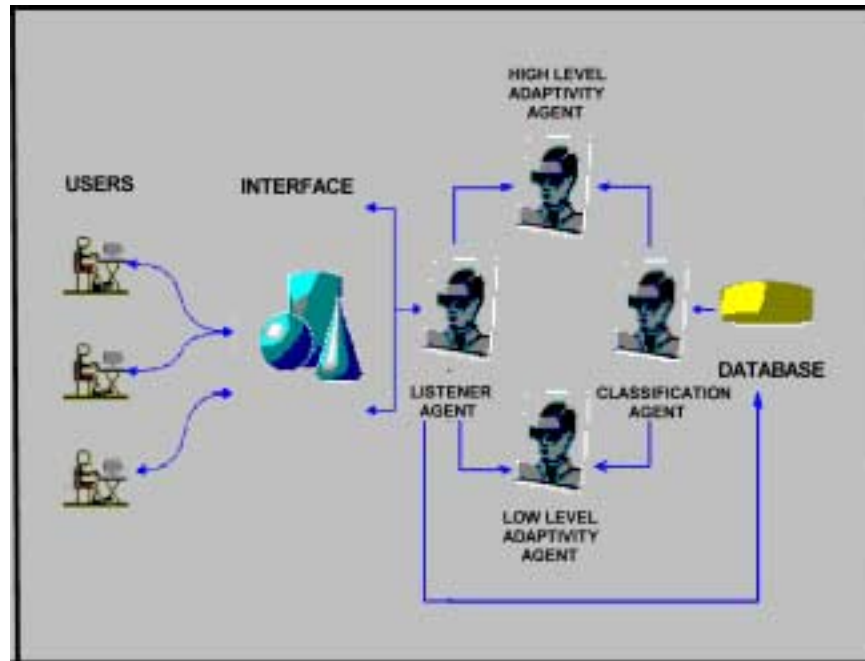 HIGH LEVEL
ADAPTIVITY
AGENT
USERS
INTERFACE
DATABASE
LISTENER
AGENT
CLASSIFICATION
AGENT
LOW LEVEL
ADAPTIVITY
AGENT